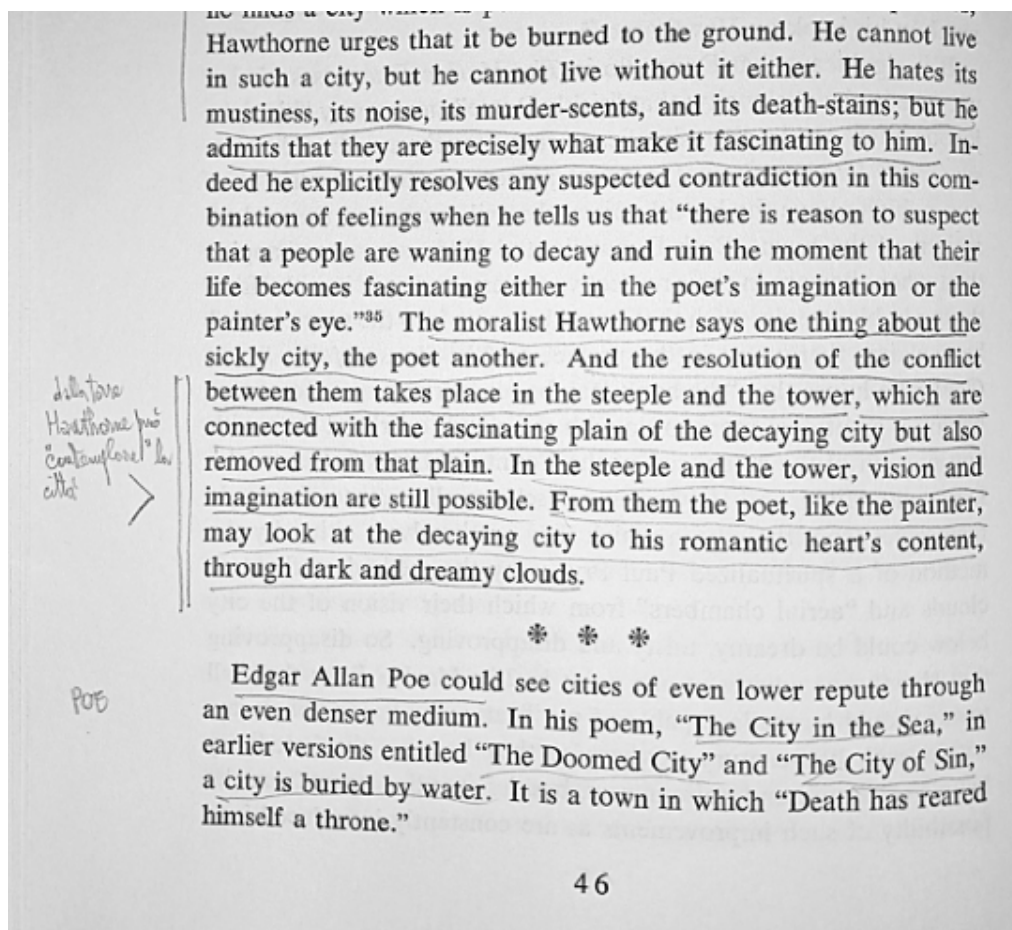 Hawthorne urges that it be burned to the ground. He cannot live
in such a city, but he cannot live without it either. He hates its
mustiness, its noise, its murder-scents, and its death-stains; but he
admits that they are precisely what make it fascinating to him. In-
deed he explicitly resolves any suspected contradiction in this com-
bination of feelings when he tells us that “there is reason to suspect
that a people are waning to decay and ruin the moment that their
life becomes fascinating either in the poet's imagination or the
painter's eye.”35 The moralist Hawthorne says one thing about the
sickly city, the poet another. And the resolution of the conflict
between them takes place in the steeple and the tower, which are
connected with the fascinating plain of the decaying city but also
removed from that plain. In the steeple and the tower, vision and
imagination are still possible. From them the poet, like the painter,
may look at the decaying city to his romantic heart's content,
through dark and dreamy clouds.
dalla torre
Hawthorne può
"contemplare" la
città
* * *
POE
Edgar Allan Poe could see cities of even lower repute through
an even denser medium. In his poem, “The City in the Sea,” in
earlier versions entitled “The Doomed City” and “The City of Sin,”
a city is buried by water. It is a town in which “Death has reared
himself a throne.”
46